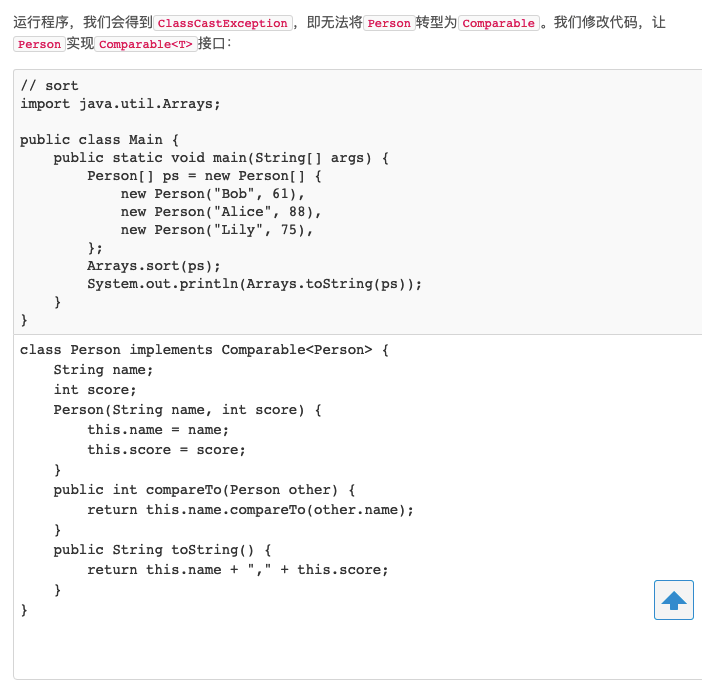 运行程序，我们会得到ClassCastException，即无法将Person转型为Comparable。我们修改代码，让
Person实现Comparable<T>接口：
// sort
import java.util.Arrays;
public class Main {
    public static void main(String[] args) {
        Person[] ps = new Person[] {
            new Person("Bob", 61),
            new Person("Alice", 88),
            new Person("Lily", 75),
        };
        Arrays.sort(ps);
        System.out.println(Arrays.toString(ps));
    }
}
class Person implements Comparable<Person> {
    String name;
    int score;
    Person(String name, int score) {
        this.name = name;
        this.score = score;
    }
    public int compareTo(Person other) {
        return this.name.compareTo(other.name);
    }
    public String toString() {
        return this.name + "," + this.score;
    }
}